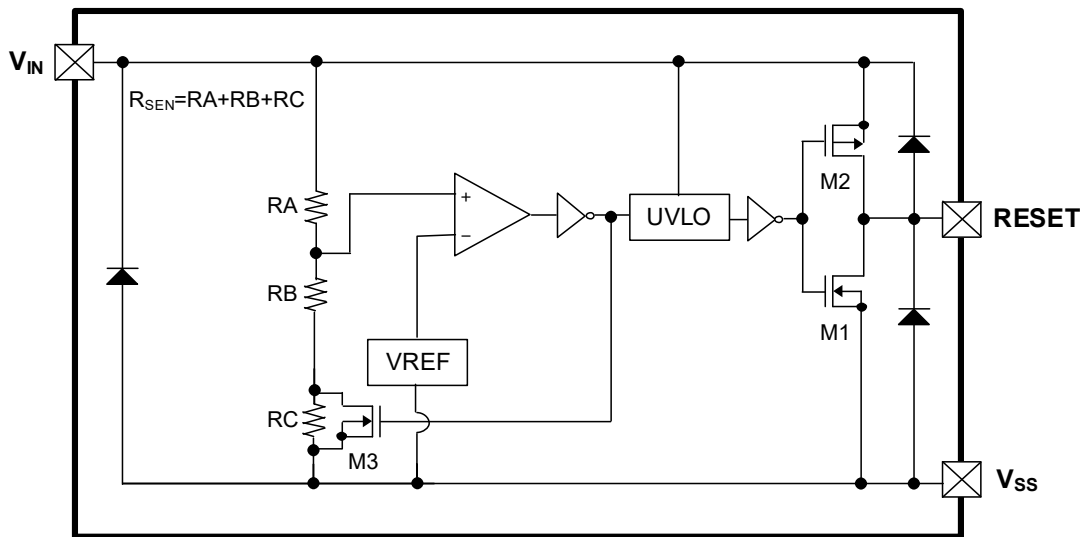 V_IN
R_SEN=RA+RB+RC
M2
RA
+
UVLO
RESET
−
RB
M1
VREF
RC
M3
V_SS